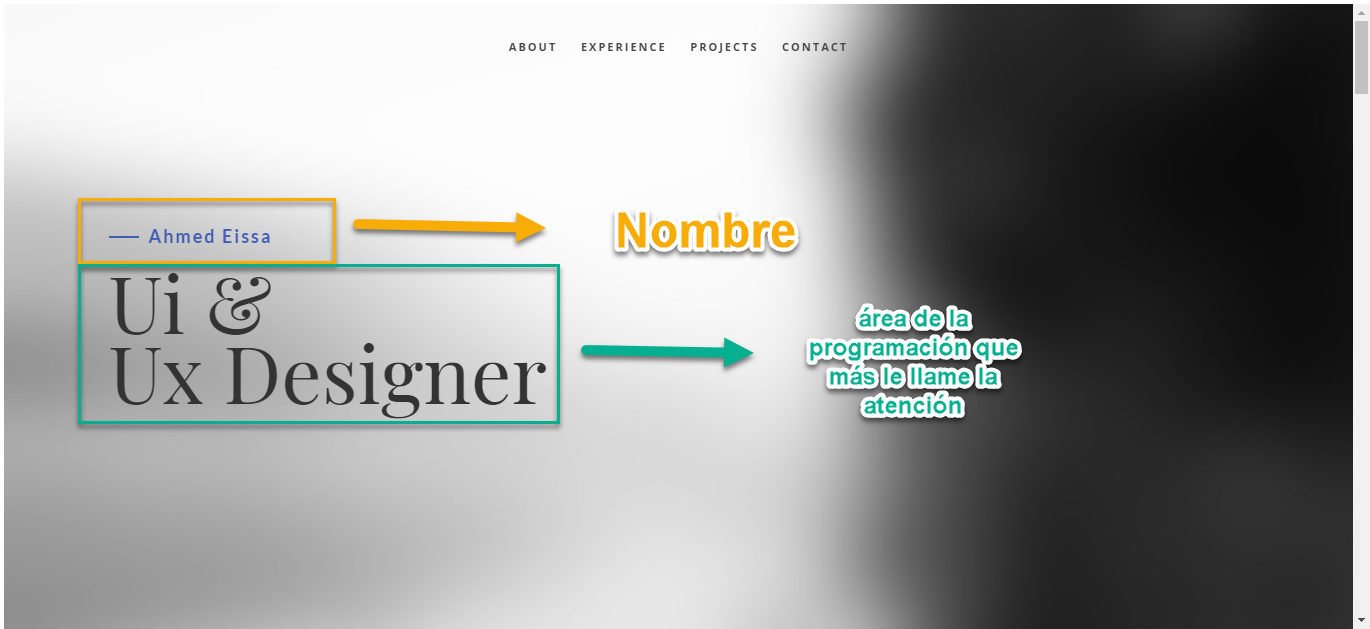 ABOUT EXPERIENCE PROJECTS CONTACT
Ahmed Eissa
Nombre
Ui &
Ux Designer
área de la
programación que
más le llame la
atención